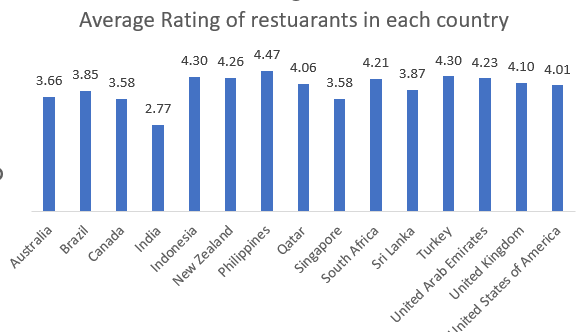 Average Rating of restuarants in each country
3.66
3.85
3.58
2.77
4.30
4.26
4.47
4.06
3.58
4.21
3.87
4.30
4.23
4.10
4.01
Australia
Brazil
Canada
India
Indonesia
New Zealand
Philippines
Qatar
Singapore
South Africa
Sri Lanka
Turkey
United Arab Emirates
United Kingdom
United States of America